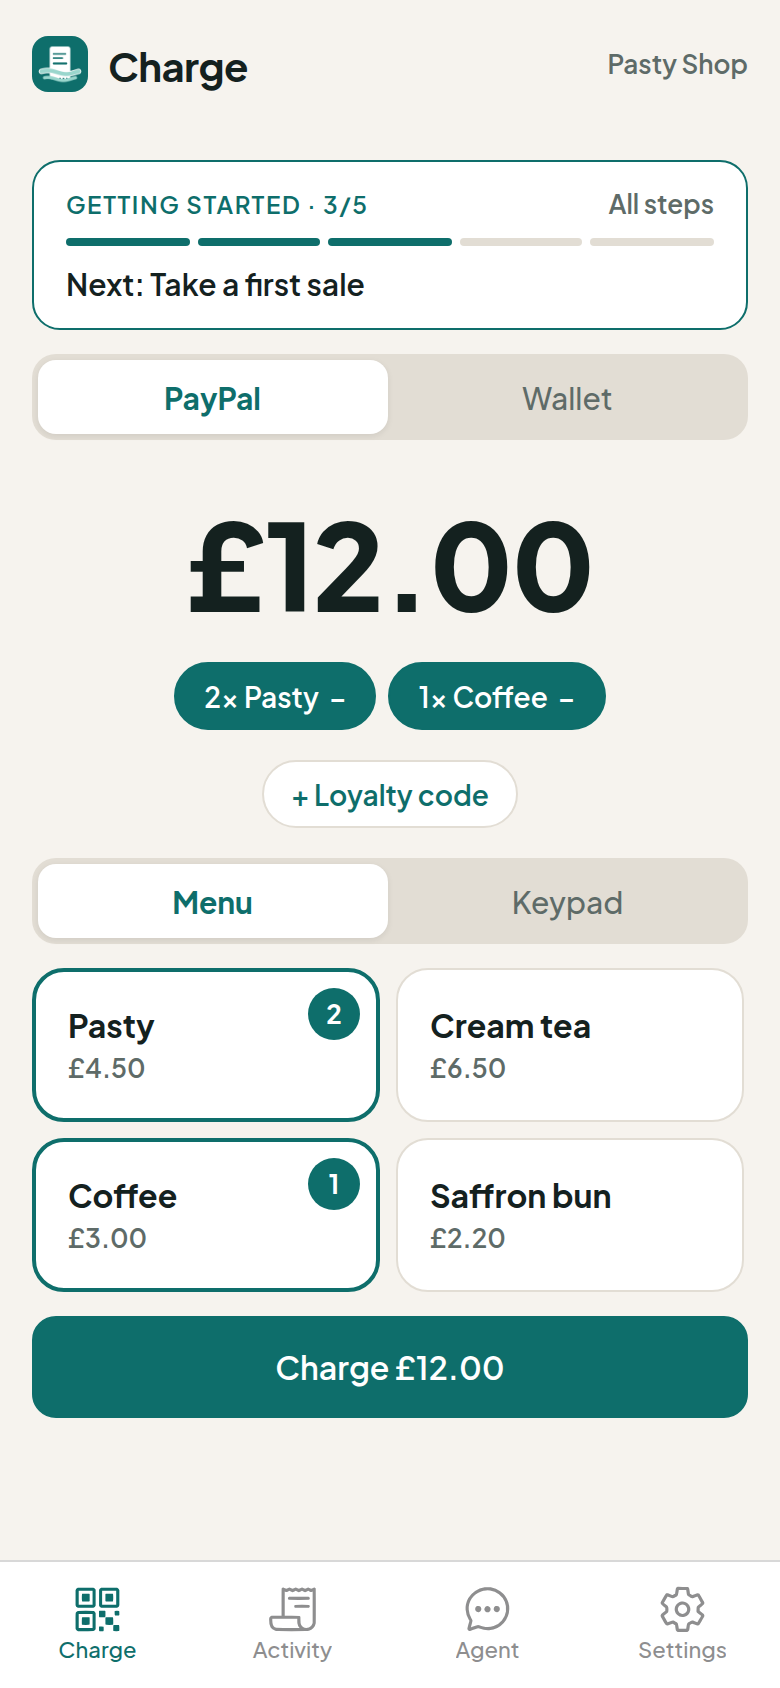 Charge
Pasty Shop
GETTING STARTED · 3/5
All steps
Next: Take a first sale
PayPal
Wallet
£12.00
2× Pasty –
1× Coffee –
+ Loyalty code
Menu
Keypad
Pasty
2
£4.50
Cream tea
£6.50
Coffee
1
£3.00
Saffron bun
£2.20
Charge £12.00
Charge
Activity
Agent
Settings